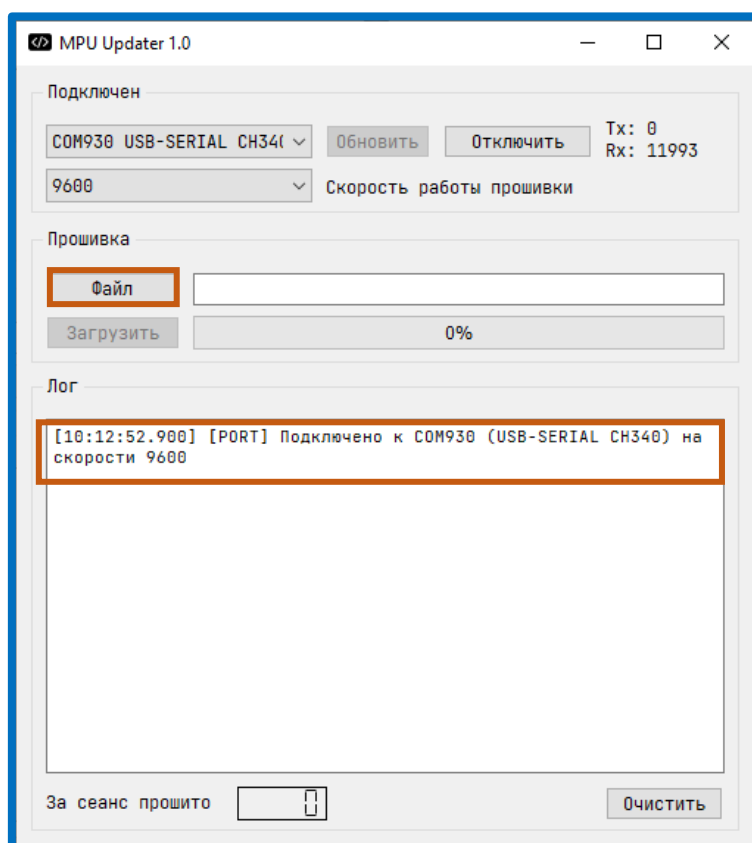 MPU Updater 1.0
Подключен
COM930 USB-SERIAL CH34(
Обновить
Отключить
Tx: 0
Rx: 11993
9600
Скорость работы прошивки
Прошивка
Файл
Загрузить
0%
Лог
[10:12:52.900] [PORT] Подключено к COM930 (USB-SERIAL CH340) на
скорости 9600
За сеанс прошито
0
Очистить